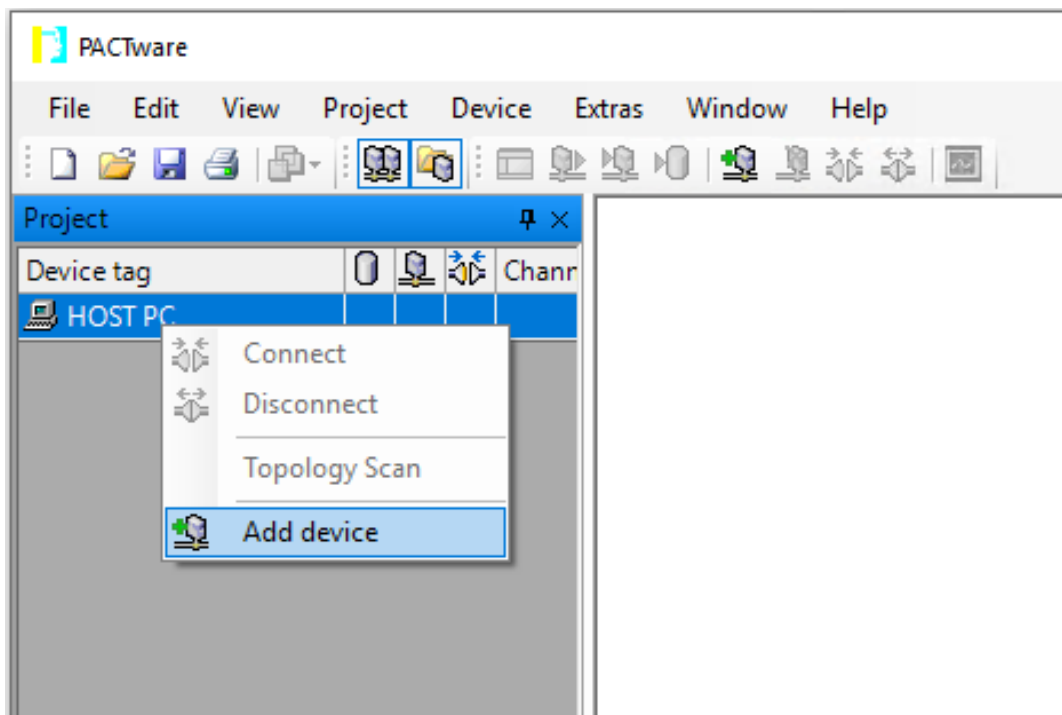 PACTware
File Edit View Project Device Extras Window Help
Project
Device tag Chann
HOST PC
Connect
Disconnect
Topology Scan
Add device